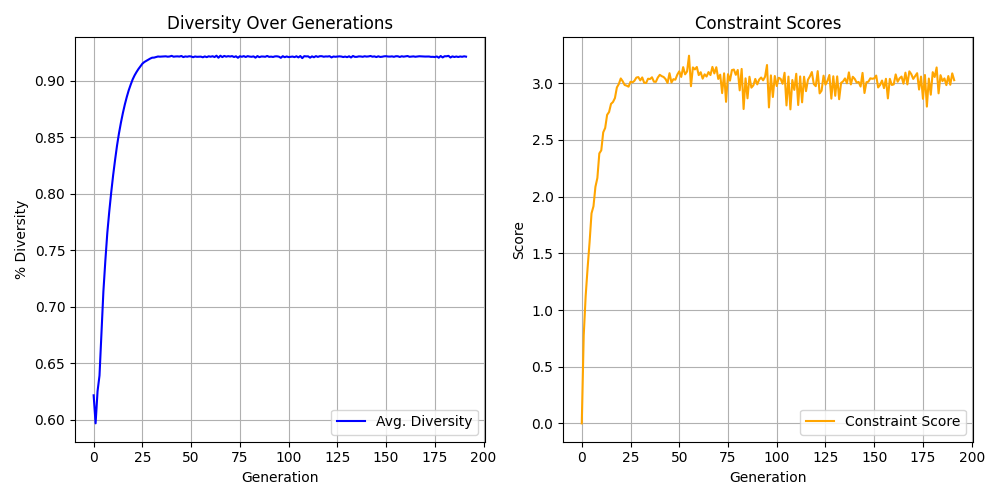 Diversity Over Generations
% Diversity
0.90
0.85
0.80
0.75
0.70
0.65
0.60
0 25 50 75 100 125 150 175 200
Generation
Avg. Diversity
Constraint Scores
Score
3.0
2.5
2.0
1.5
1.0
0.5
0.0
0 25 50 75 100 125 150 175 200
Generation
Constraint Score